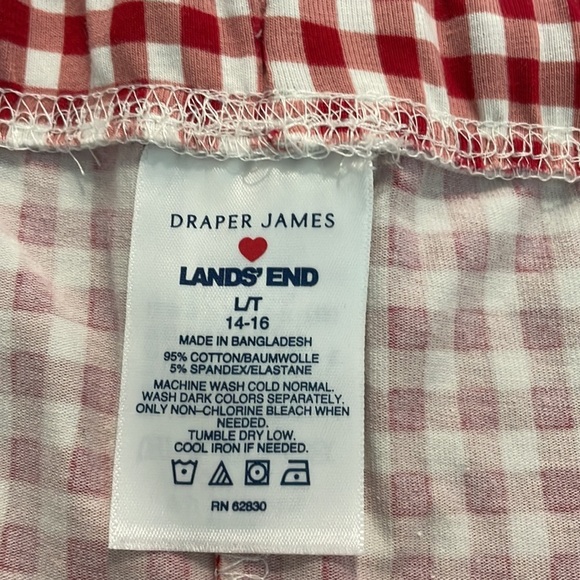 DRAPER JAMES
LANDS' END
L/T
14-16
MADE IN BANGLADESH
95% COTTON/BAUMWOLLE
5% SPANDEX/ELASTANE
MACHINE WASH COLD NORMAL.
WASH DARK COLORS SEPARATELY.
ONLY NON-CHLORINE BLEACH WHEN
NEEDED.
TUMBLE DRY LOW.
COOL IRON IF NEEDED.
RN 62830